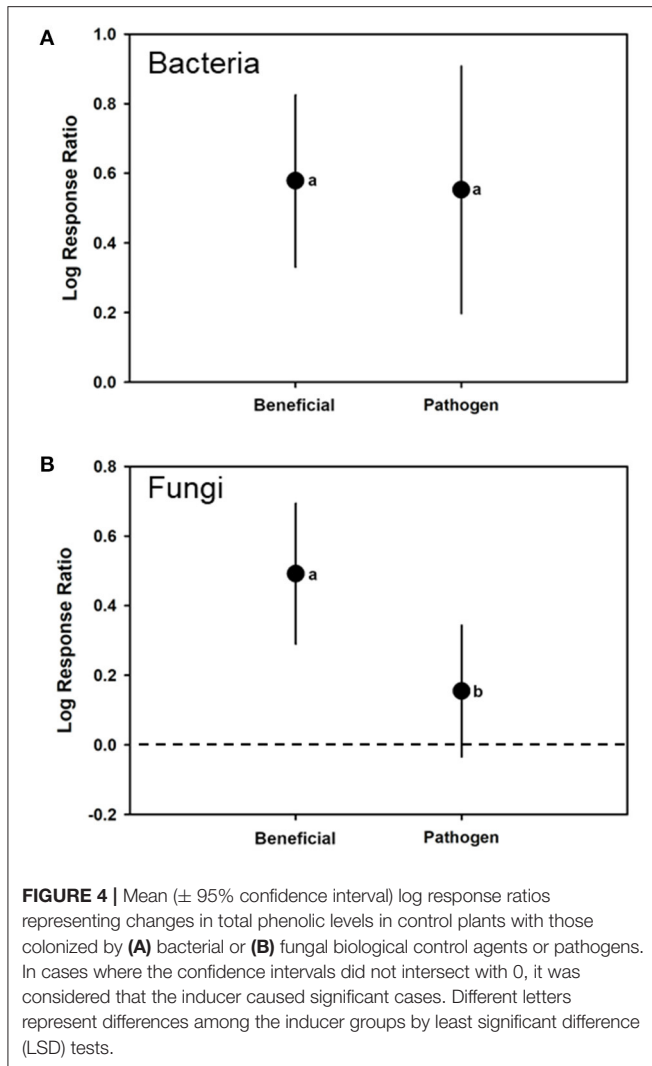 A
Bacteria
Log Response Ratio
1.0
0.8
0.6
0.4
0.2
0.0
a
a
Beneficial
Pathogen
B
Fungi
Log Response Ratio
0.8
0.6
0.4
0.2
0.0
-0.2
a
b
Beneficial
Pathogen
FIGURE 4 | Mean (± 95% confidence interval) log response ratios
representing changes in total phenolic levels in control plants with those
colonized by (A) bacterial or (B) fungal biological control agents or pathogens.
In cases where the confidence intervals did not intersect with 0, it was
considered that the inducer caused significant cases. Different letters
represent differences among the inducer groups by least significant difference
(LSD) tests.